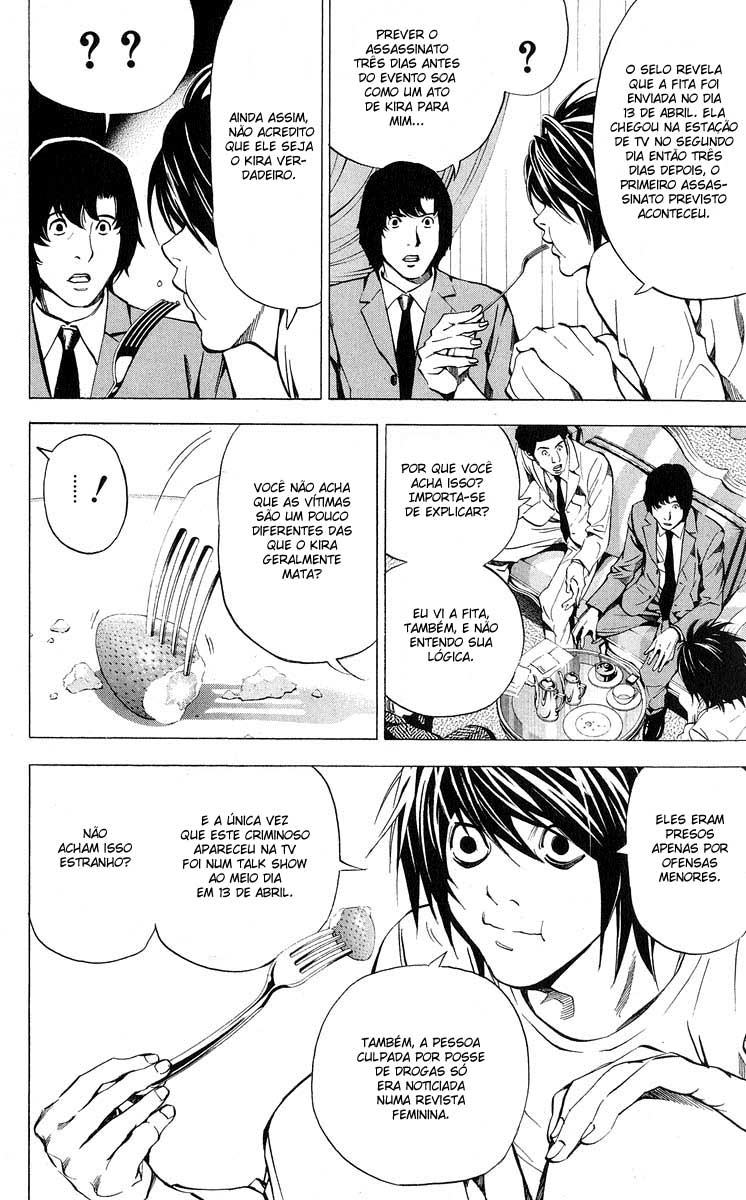 O SELO REVELA
QUE A FITA FOI
ENVIADA NO DIA
13 DE ABRIL. ELA
CHEGOU NA ESTAÇÃO
DE TV NO SEGUNDO
DIA ENTÃO TRÊS
DIAS DEPOIS, O
PRIMEIRO ASSAS-
SINATO PREVISTO
ACONTECEU.
?
PREVER O
ASSASSINATO
TRÊS DIAS ANTES
DO EVENTO SOA
COMO UM ATO
DE KIRA PARA
MIM...
AINDA ASSIM,
NÃO ACREDITO
QUE ELE SEJA
O KIRA VER-
DADEIRO.
? ?
POR QUE VOCÊ
ACHA ISSO?
IMPORTA-SE
DE EXPLICAR?
EU VI A FITA,
TAMBÉM, E NÃO
ENTENDO SUA
LÓGICA.
VOCÊ NÃO ACHA
QUE AS VÍTIMAS
SÃO UM POUCO
DIFERENTES DAS
QUE O KIRA
GERALMENTE
MATA?
...!
ELES ERAM
PRESOS
APENAS POR
OFENSAS
MENORES.
TAMBÉM, A PESSOA
CULPADA POR POSSE
DE DROGAS SÓ
ERA NOTICIADA
NUMA REVISTA
FEMININA.
E A ÚNICA VEZ
QUE ESTE CRIMINOSO
APARECEU NA TV
FOI NUM TALK SHOW
AO MEIO DIA
EM 13 DE ABRIL.
NÃO
ACHAM ISSO
ESTRANHO?